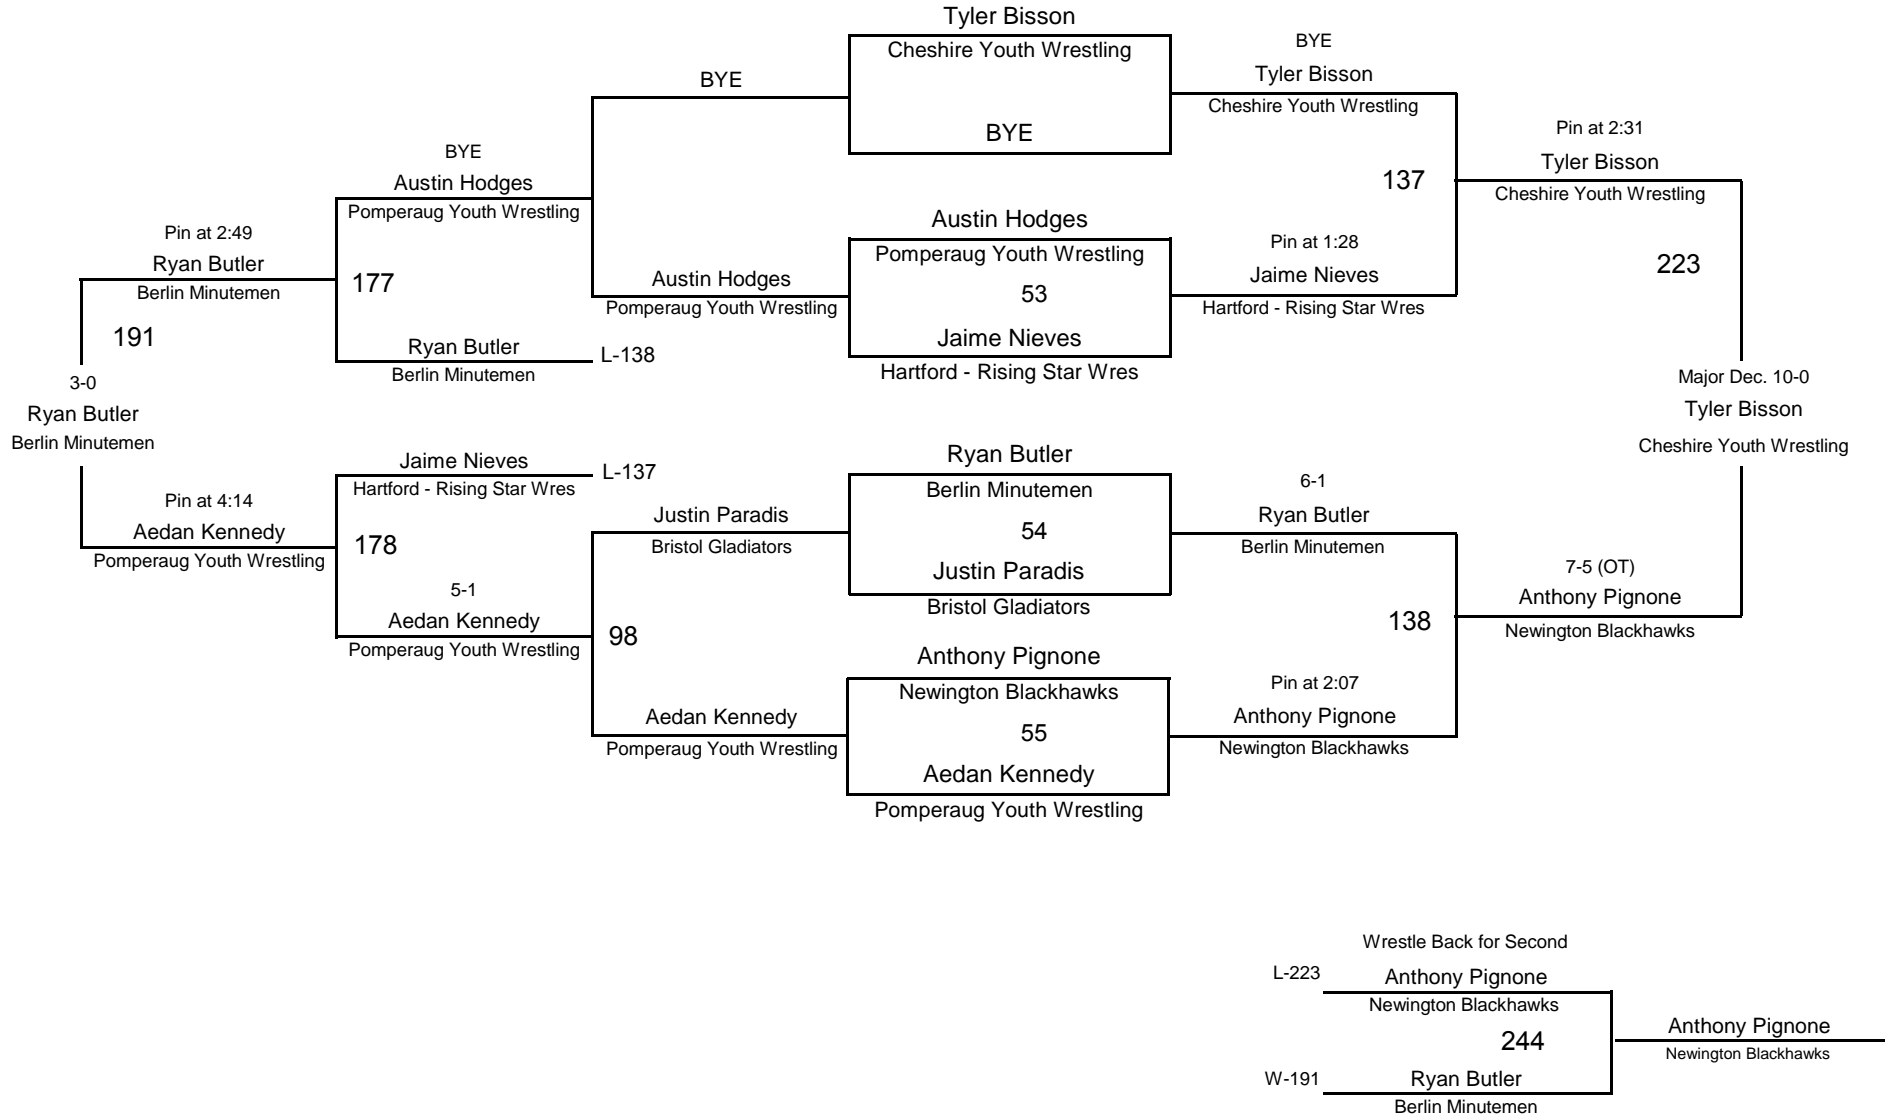 Tyler Bisson
Cheshire Youth Wrestling
BYE
BYE
Tyler Bisson
Cheshire Youth Wrestling
BYE
BYE
Austin Hodges
Pomperaug Youth Wrestling
Pin at 2:31
Tyler Bisson
Cheshire Youth Wrestling
137
Pin at 2:49
Ryan Butler
Berlin Minutemen
177
Austin Hodges
Pomperaug Youth Wrestling
Austin Hodges
Pomperaug Youth Wrestling
53
Jaime Nieves
Hartford - Rising Star Wres
Pin at 1:28
Jaime Nieves
Hartford - Rising Star Wres
223
191
Ryan Butler
Berlin Minutemen
L-138
3-0
Ryan Butler
Berlin Minutemen
Major Dec. 10-0
Tyler Bisson
Cheshire Youth Wrestling
Jaime Nieves
Hartford - Rising Star Wres
L-137
Ryan Butler
Berlin Minutemen
54
Justin Paradis
Bristol Gladiators
6-1
Ryan Butler
Berlin Minutemen
Pin at 4:14
Aedan Kennedy
Pomperaug Youth Wrestling
178
Justin Paradis
Bristol Gladiators
5-1
Aedan Kennedy
Pomperaug Youth Wrestling
98
138
7-5 (OT)
Anthony Pignone
Newington Blackhawks
Aedan Kennedy
Pomperaug Youth Wrestling
Anthony Pignone
Newington Blackhawks
55
Aedan Kennedy
Pomperaug Youth Wrestling
Pin at 2:07
Anthony Pignone
Newington Blackhawks
Wrestle Back for Second
L-223
Anthony Pignone
Newington Blackhawks
244
Anthony Pignone
Newington Blackhawks
W-191
Ryan Butler
Berlin Minutemen